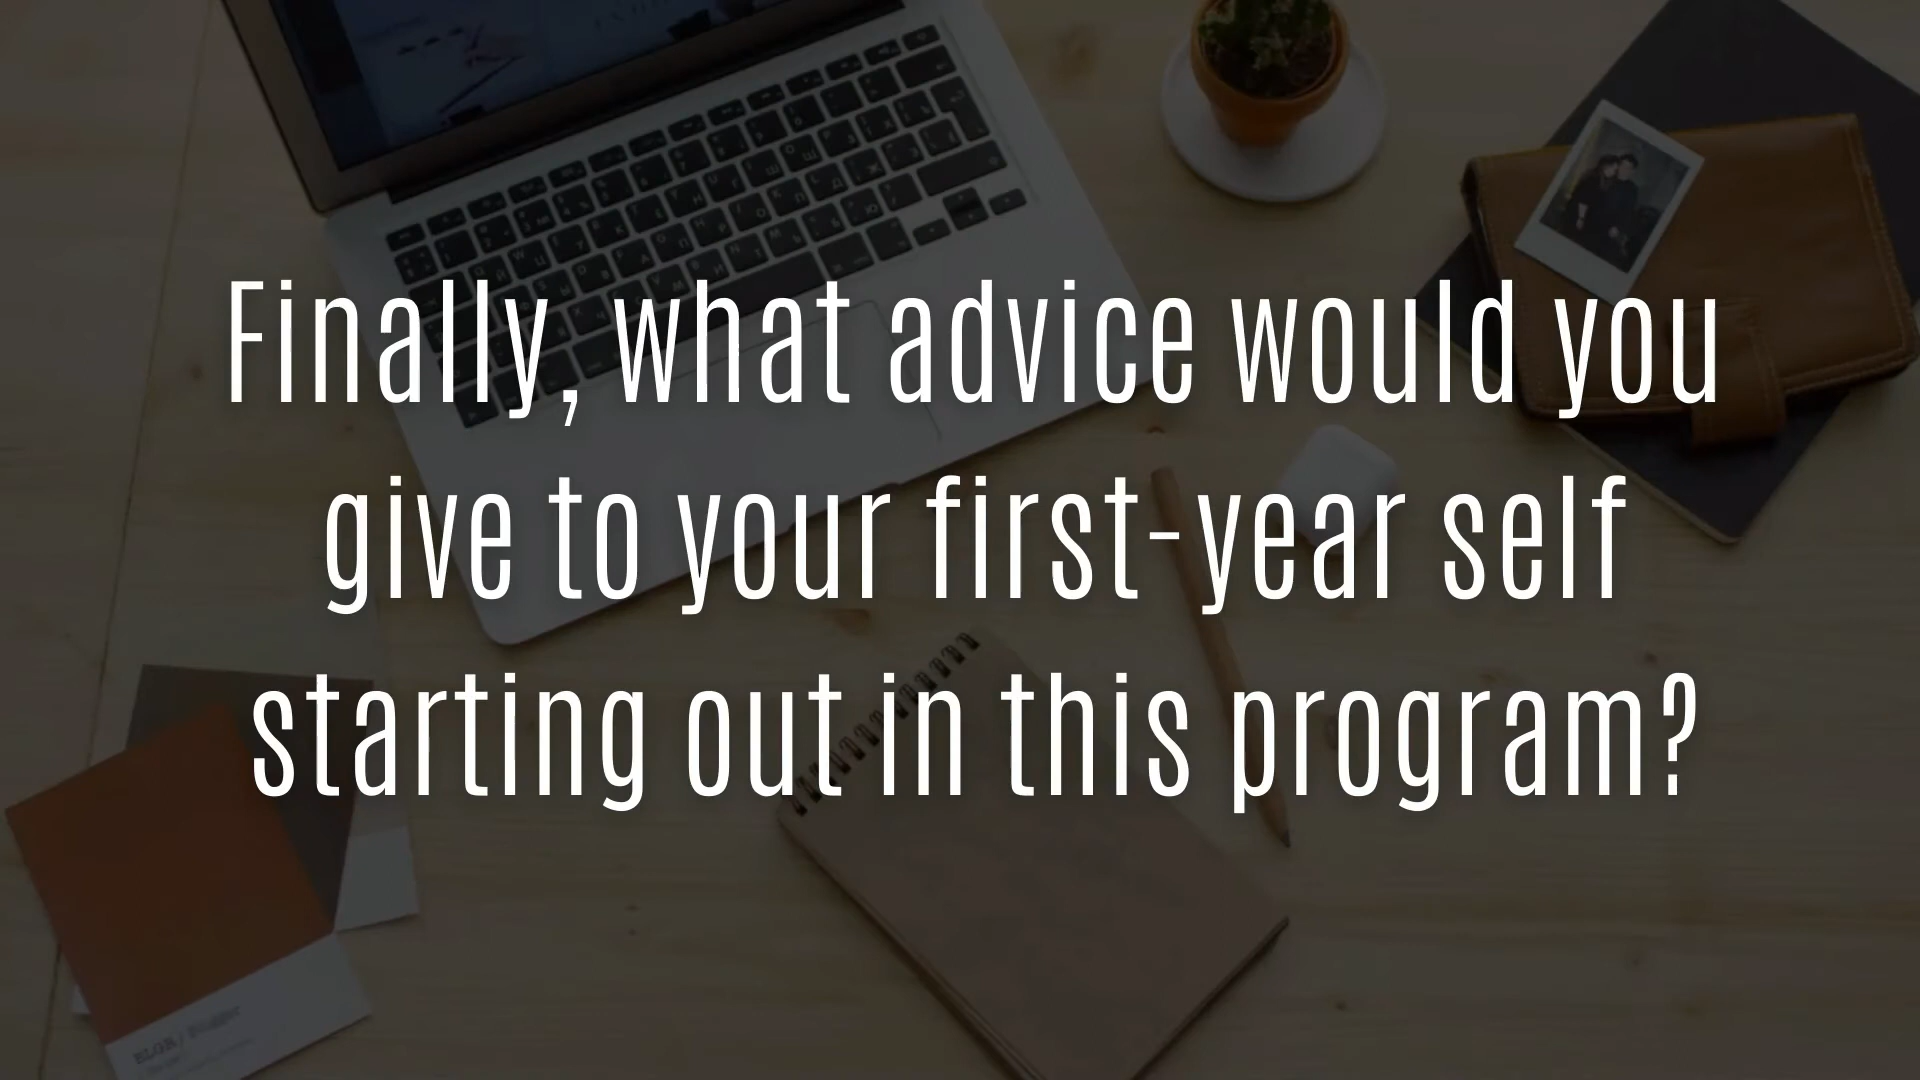 Finally, what advice would you
give to your first-year self
starting out in this program?